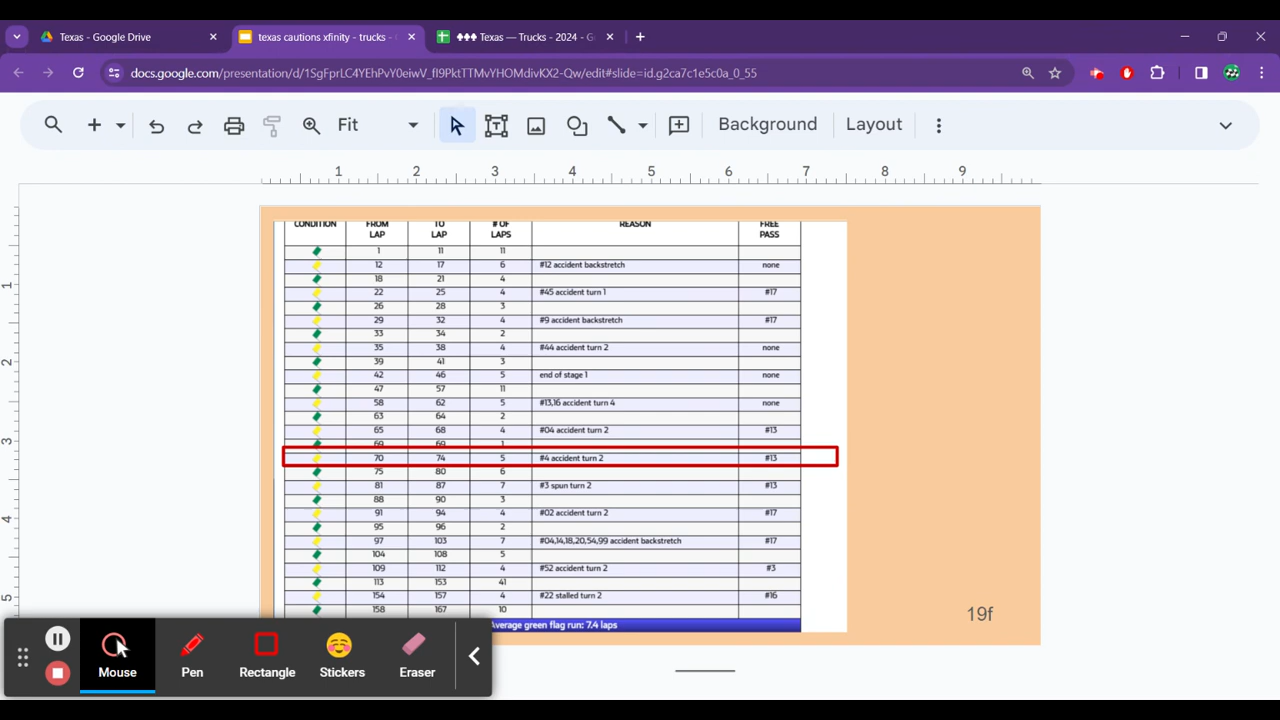 Texas - Google Drive
texas cautions xfinity - trucks -
♠♠♠ Texas — Trucks - 2024 - G
docs.google.com/presentation/d/1SgFprLC4YEhPvY0eiwV_fI9PktTTMvYHOMdivKX2-Qw/edit#slide=id.g2ca7c1e5c0a_0_55
Fit Background Layout
1 2 3 4 5 6 7 8 9
1
2
3
4
5
CONDITION FROM LAP TO LAP # OF LAPS REASON FREE PASS
1 11 11
12 17 6 #12 accident backstretch none
18 21 4
22 25 4 #45 accident turn 1 #17
26 28 3
29 32 4 #9 accident backstretch #17
33 34 2
35 38 4 #44 accident turn 2 none
39 41 3
42 46 5 end of stage 1 none
47 57 11
58 62 5 #13,16 accident turn 4 none
63 64 2
65 68 4 #04 accident turn 2 #13
69 69 1
70 74 5 #4 accident turn 2 #13
75 80 6
81 87 7 #3 spun turn 2 #13
88 90 3
91 94 4 #02 accident turn 2 #17
95 96 2
97 103 7 #04,14,18,20,54,99 accident backstretch #17
104 108 5
109 112 4 #52 accident turn 2 #3
113 153 41
154 157 4 #22 stalled turn 2 #16
158 167 10
Average green flag run: 7.4 laps
19f
Mouse Pen Rectangle Stickers Eraser